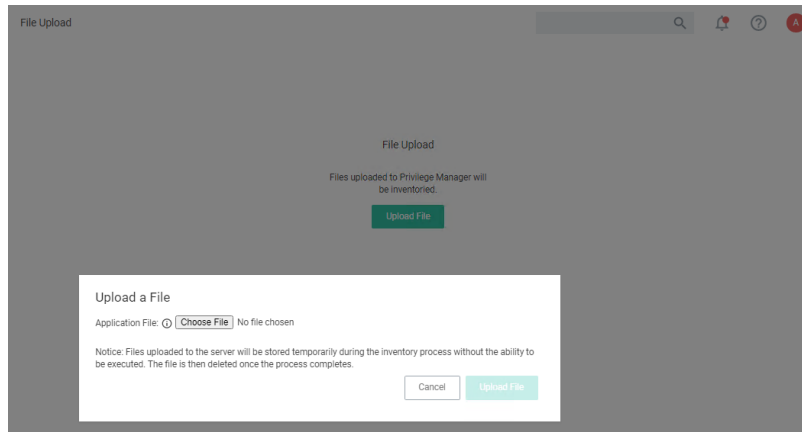 File Upload
A
File Upload
Files uploaded to Privilege Manager will
be inventoried.
Upload File
Upload a File
Application File: Choose File No file chosen
Notice: Files uploaded to the server will be stored temporarily during the inventory process without the ability to
be executed. The file is then deleted once the process completes.
Cancel Upload File